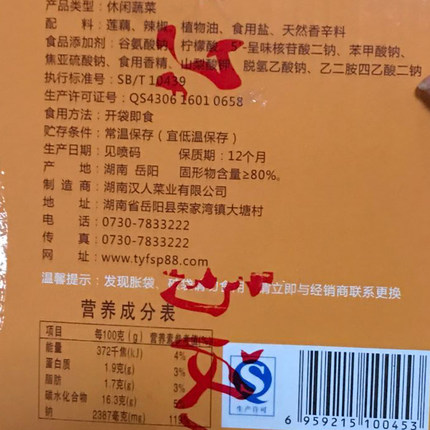 产品类型：休闲蔬菜
配 料：莲藕、辣椒、植物油、食用盐、天然香辛料
食品添加剂：谷氨酸钠、柠檬酸、5'-呈味核苷酸二钠、苯甲酸钠、
焦亚硫酸钠、食用香精、山梨酸钾、脱氢乙酸钠、乙二胺四乙酸二钠
执行标准号：SB/T 10439
生产许可证号：QS4306 1601 0658
食用方法：开袋即食
贮存条件：常温保存（宜低温保存）
生产日期：见喷码 保质期：12个月
产 地：湖南 岳阳 固形物含量≥80%。
制 造 商：湖南汉人菜业有限公司
地 址：湖南省岳阳县荣家湾镇大塘村
电 话：0730-7833222
传 真：0730-7833222
网 址：www.tyfsp88.com
温馨提示：发现胀袋、 请立即与经销商联系更换
营养成分表
项目 每100克(g) 营养素参考值%
能量 372千焦(kJ) 4%
蛋白质 1.9克(g) 3%
脂肪 1.7克(g) 3%
碳水化合物 16.3克(g)
钠 2387毫克(mg)
QS
生产许可
6 959215 100453